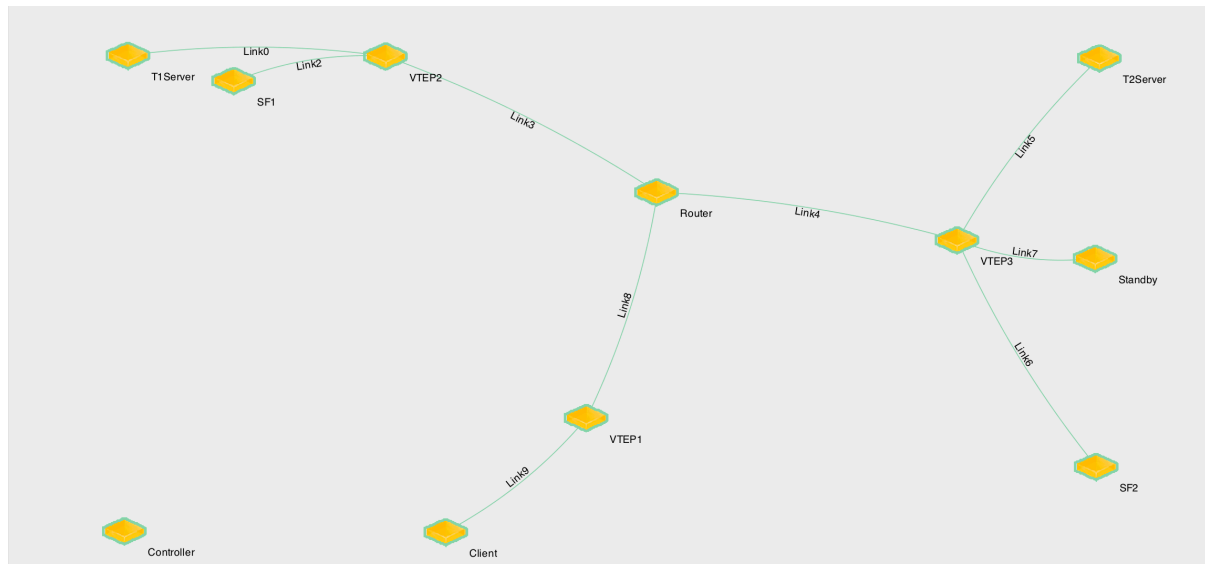 Link0
T1Server
Link2
SF1
VTEP2
T2Server
Link3
Link5
Router
Link4
Link7
VTEP3
Standby
Link8
Link6
VTEP1
Link9
SF2
Controller
Client